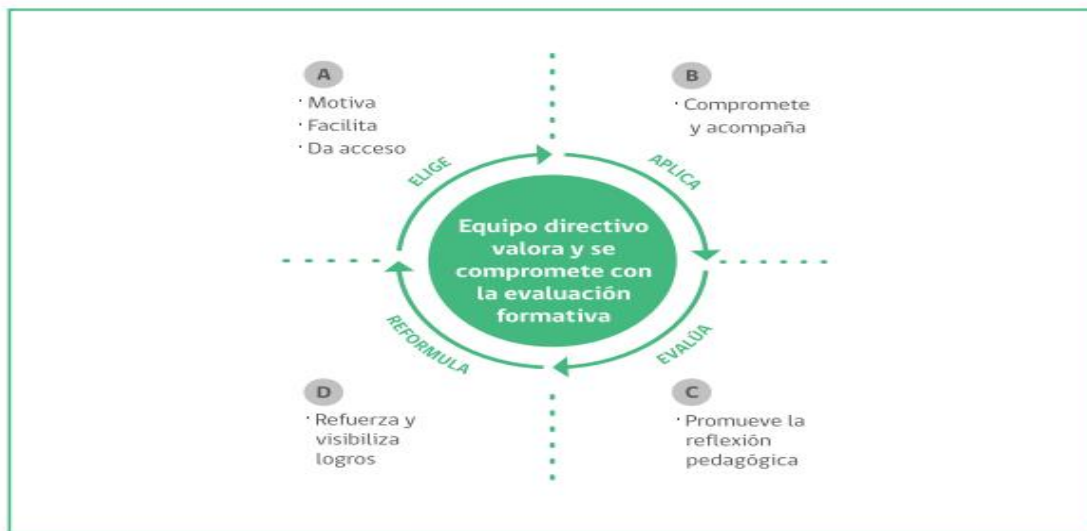 A
· Motiva
· Facilita
· Da acceso
B
· Compromete
y acompaña
ELIGE
APLICA
Equipo directivo
valora y se
compromete con
la evaluación
formativa
REFORMULA
EVALÚA
D
· Refuerza y
visibiliza
logros
C
· Promueve la
reflexión
pedagógica